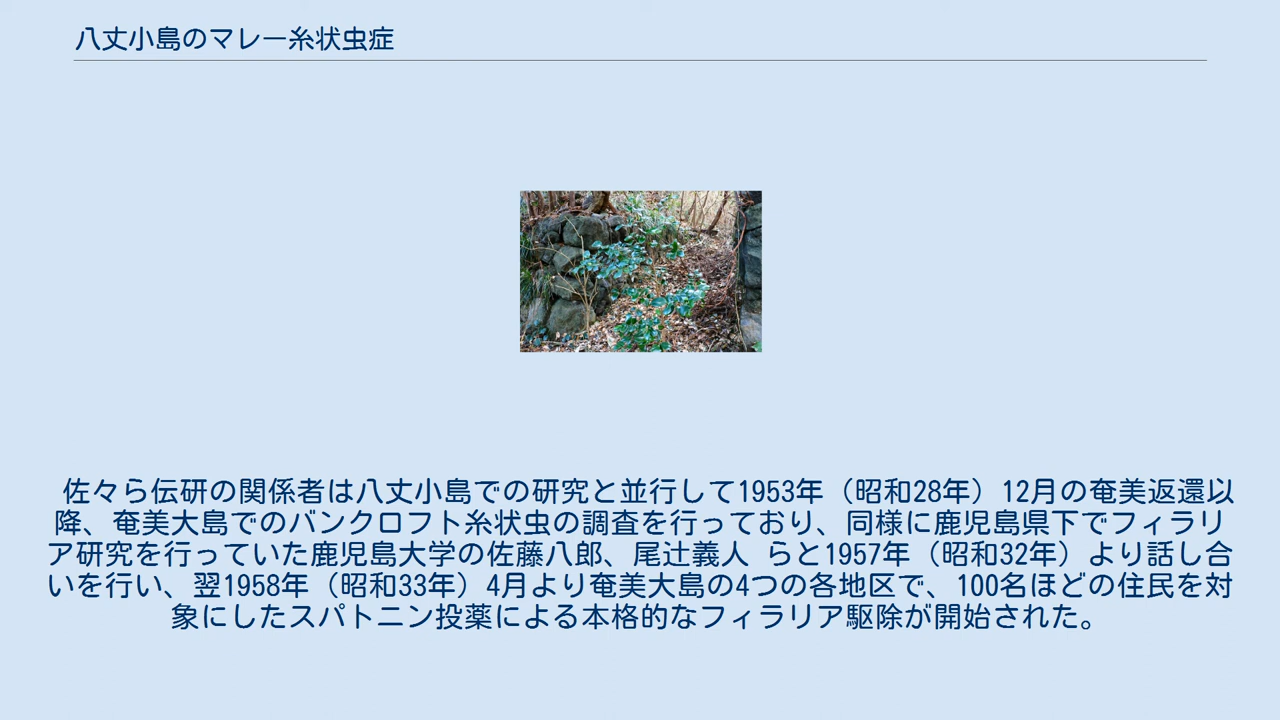 八丈小島のマレー糸状虫症
佐々ら伝研の関係者は八丈小島での研究と並行して1953年（昭和28年）12月の奄美返還以
降、奄美大島でのバンクロフト糸状虫の調査を行っており、同様に鹿児島県下でフィラリ
ア研究を行っていた鹿児島大学の佐藤八郎、尾辻義人 らと1957年（昭和32年）より話し合
いを行い、翌1958年（昭和33年）4月より奄美大島の4つの各地区で、100名ほどの住民を対
象にしたスパトニン投薬による本格的なフィラリア駆除が開始された。